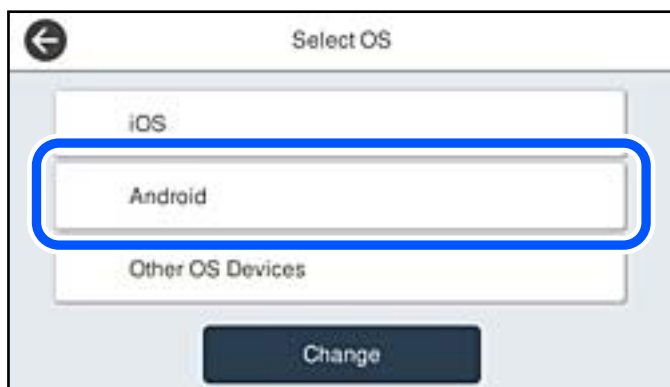 Select OS
iOS
Android
Other OS Devices
Change